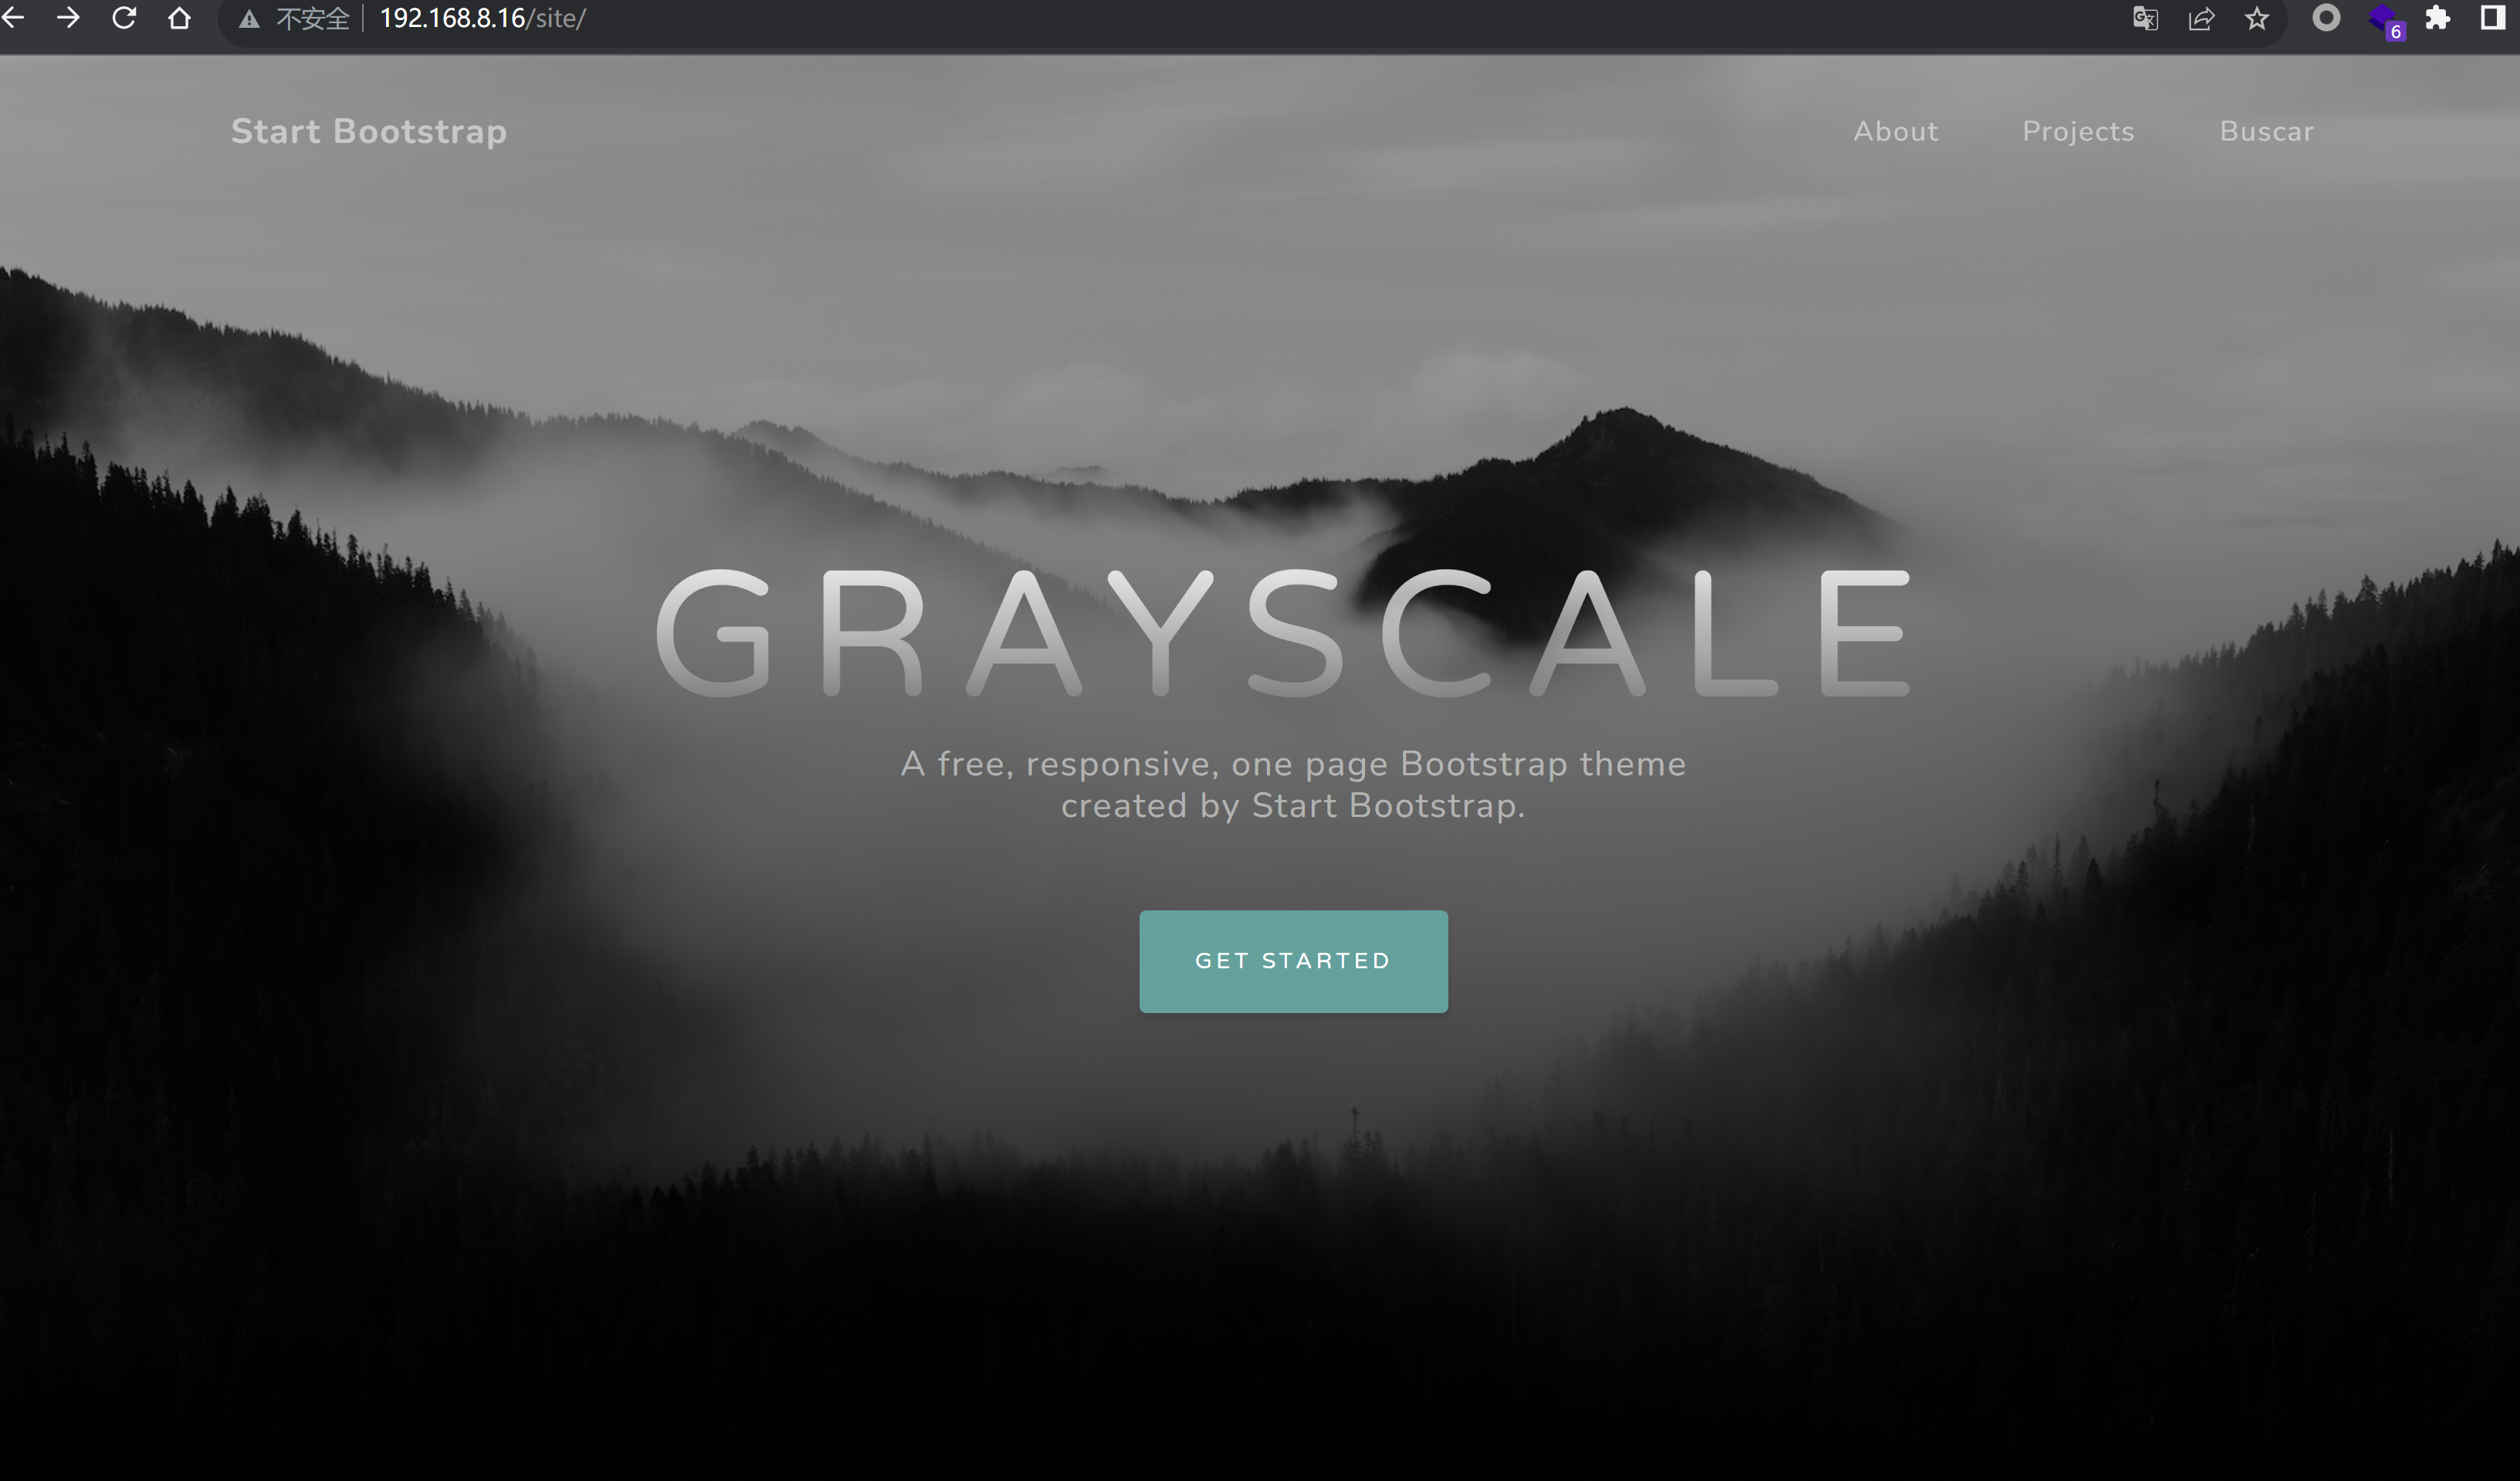 不安全 192.168.8.16/site/
6
Start Bootstrap
About Projects Buscar
GRAYSCALE
A free, responsive, one page Bootstrap theme
created by Start Bootstrap.
GET STARTED